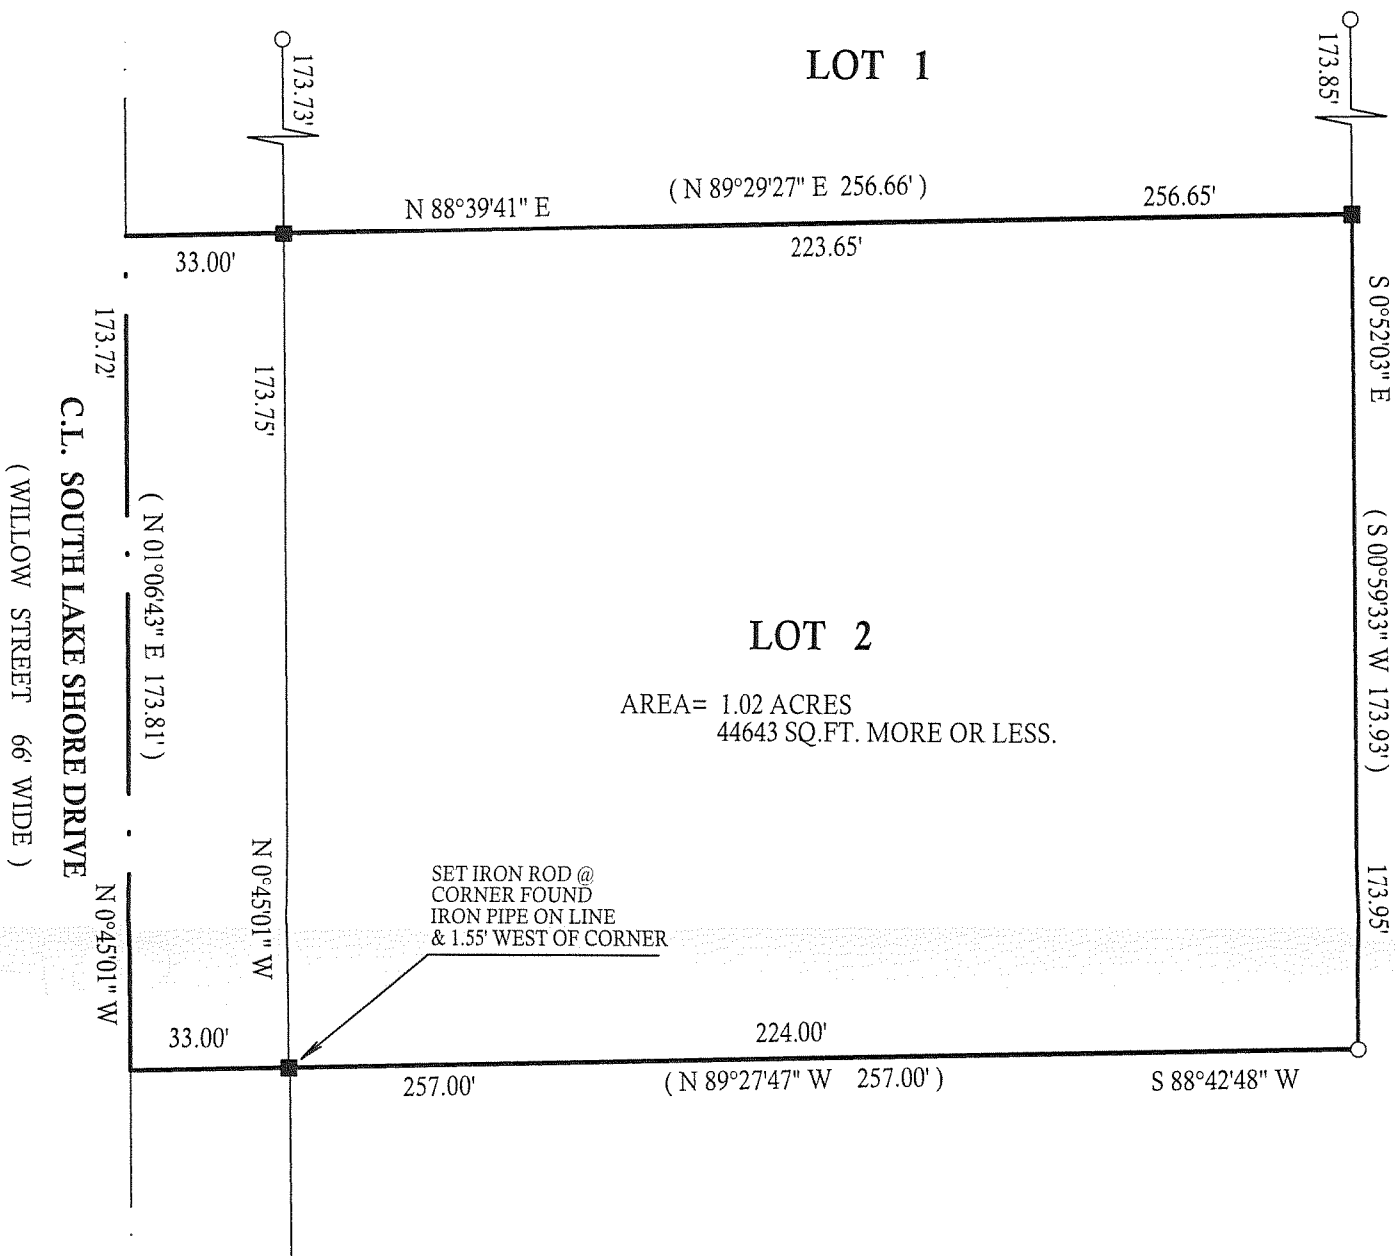 LOT 1
173.73'
173.85'
N 88°39'41" E
( N 89°29'27" E 256.66' )
256.65'
33.00'
223.65'
173.72'
173.75'
S 0°52'03" E
( S 00°59'33" W 173.93' )
173.95'
( N 01°06'43" E 173.81' )
C.L. SOUTH LAKE SHORE DRIVE
( WILLOW STREET 66' WIDE )
LOT 2
AREA= 1.02 ACRES
44643 SQ.FT. MORE OR LESS.
N 0°45'01" W
N 0°45'01" W
SET IRON ROD @
CORNER FOUND
IRON PIPE ON LINE
& 1.55' WEST OF CORNER
33.00'
224.00'
257.00'
( N 89°27'47" W 257.00' )
S 88°42'48" W